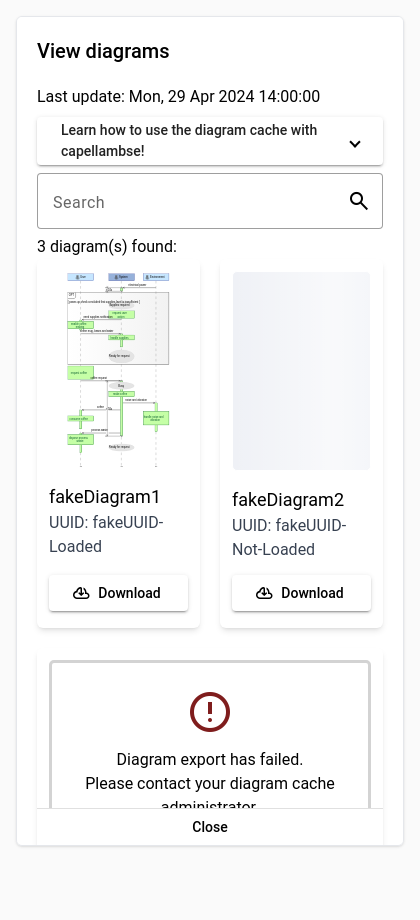 View diagrams
Last update: Mon, 29 Apr 2024 14:00:00
Learn how to use the diagram cache with
capellambse!
Search
3 diagram(s) found:
fakeDiagram1
UUID: fakeUUID-
Loaded
Download
fakeDiagram2
UUID: fakeUUID-
Not-Loaded
Download
Diagram export has failed.
Please contact your diagram cache
administrator
Close